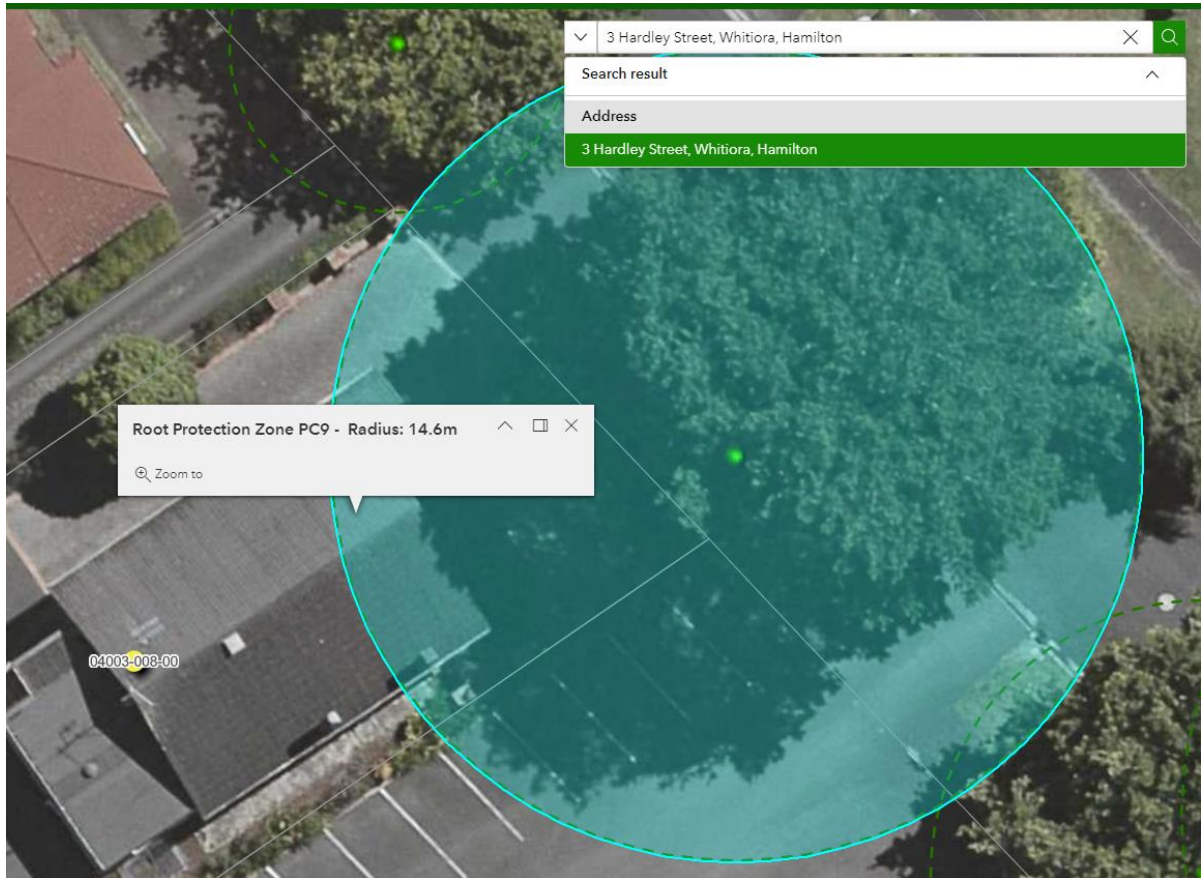 3 Hardley Street, Whitiora, Hamilton
Search result
Address
3 Hardley Street, Whitiora, Hamilton
Root Protection Zone PC9 - Radius: 14.6m
Zoom to
04003-008-00